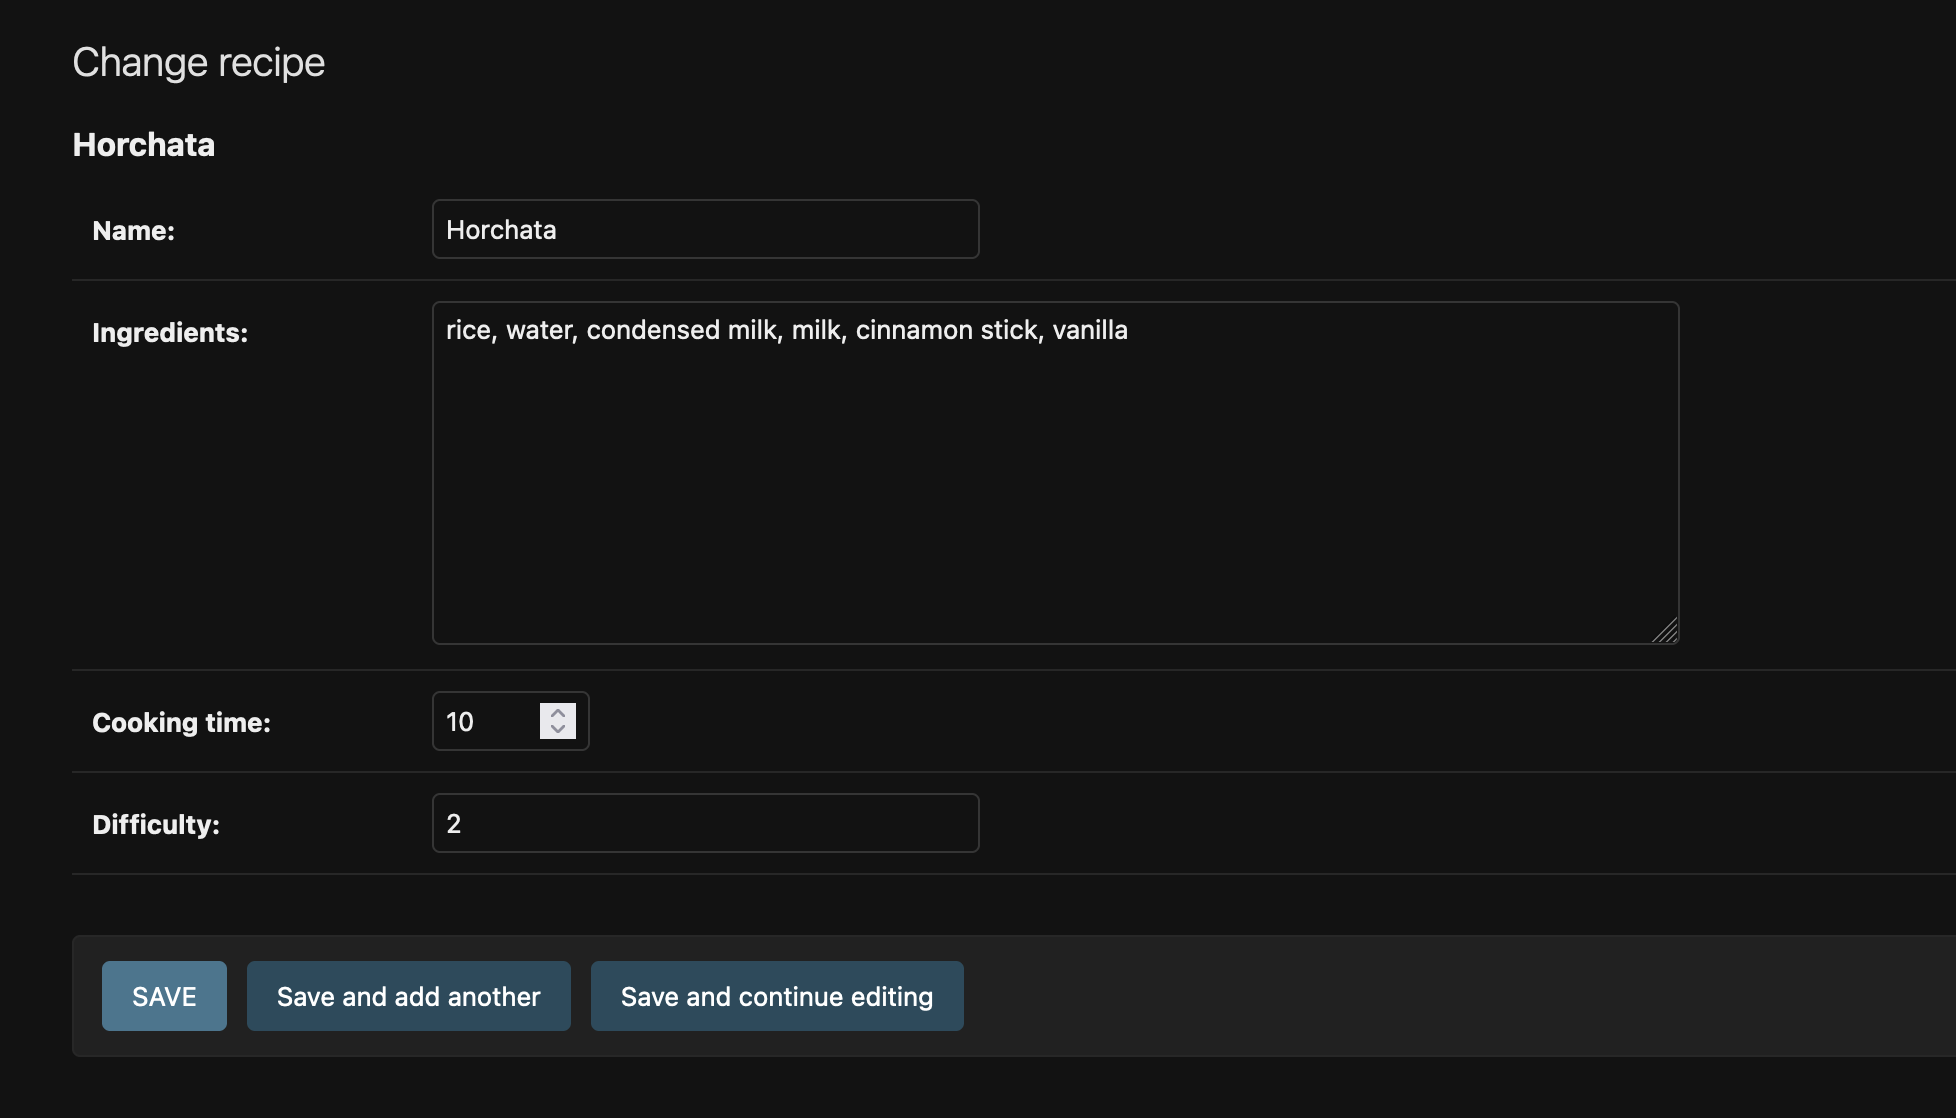 Change recipe
Horchata
Name:
Horchata
Ingredients:
rice, water, condensed milk, milk, cinnamon stick, vanilla
Cooking time:
10
Difficulty:
2
SAVE
Save and add another
Save and continue editing